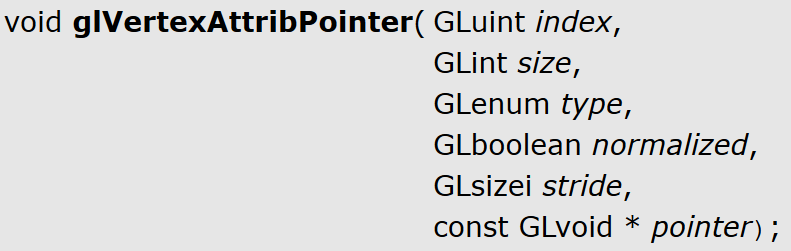 void glVertexAttribPointer( GLuint index,
GLint size,
GLenum type,
GLboolean normalized,
GLsizei stride,
const GLvoid * pointer);